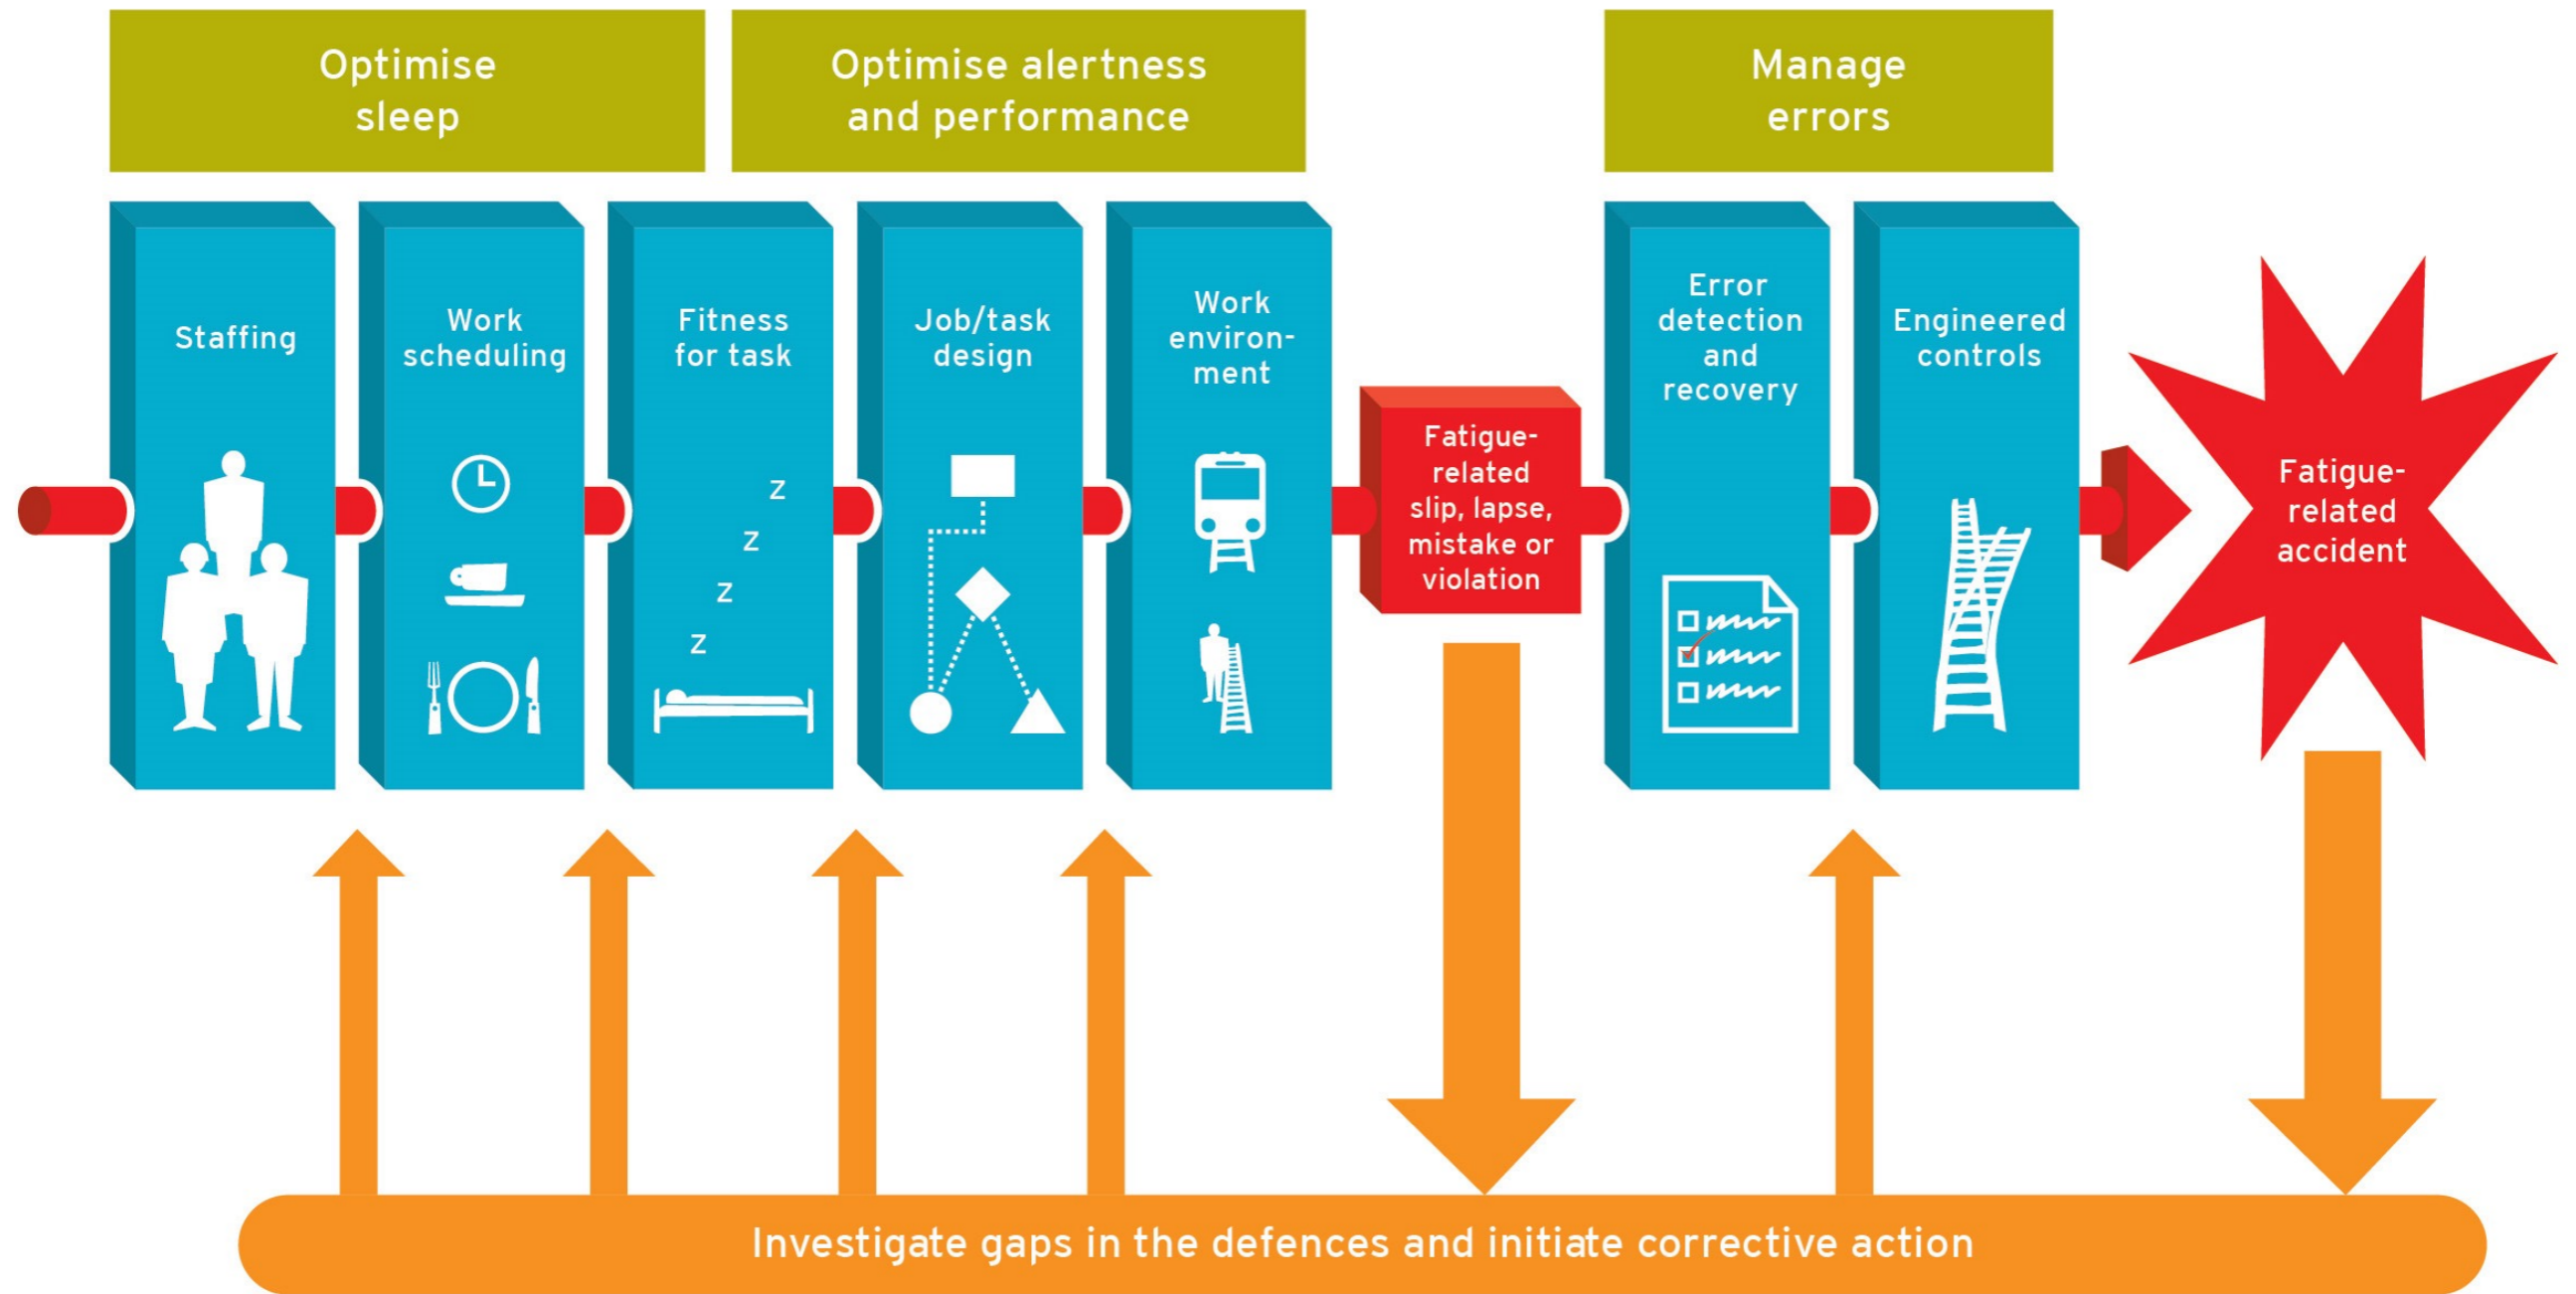 Optimise
sleep
Optimise alertness
and performance
Manage
errors
Staffing
Work
scheduling
Fitness
for task
z
z
z
z
Job/task
design
Work
environ-
ment
Fatigue-
related
slip, lapse,
mistake or
violation
Error
detection
and
recovery
Engineered
controls
Fatigue-
related
accident
Investigate gaps in the defences and initiate corrective action